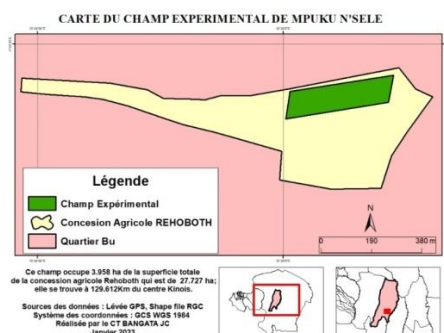 CARTE DU CHAMP EXPERIMENTAL DE MPUKU N'SELE
N
0 190 380 m
Légende
Champ Expérimental
Concesion Agricole REHOBOTH
Quartier Bu
Ce champ occupe 3.958 ha de la superficie totale
de la concession agricole Rehoboth qui est de 27.727 ha;
elle se trouve à 129.612Km du centre Kinois.
Sources des données : Lévée GPS, Shape file RGC
Système des coordonnées : GCS WGS 1984
Réalisée par le CT BANGATA JC
Janvier 2023